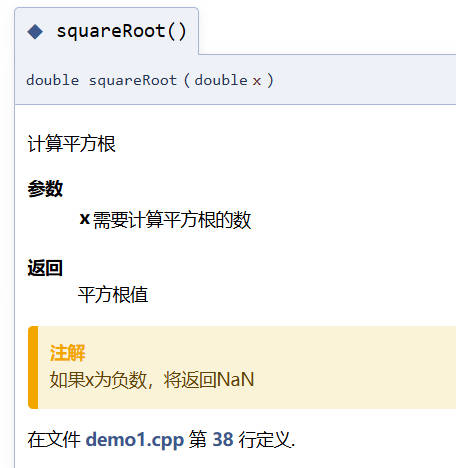 ◆ squareRoot()
double squareRoot ( double x )
计算平方根
参数
x 需要计算平方根的数
返回
平方根值
注解
如果x为负数，将返回NaN
在文件 demo1.cpp 第 38 行定义.